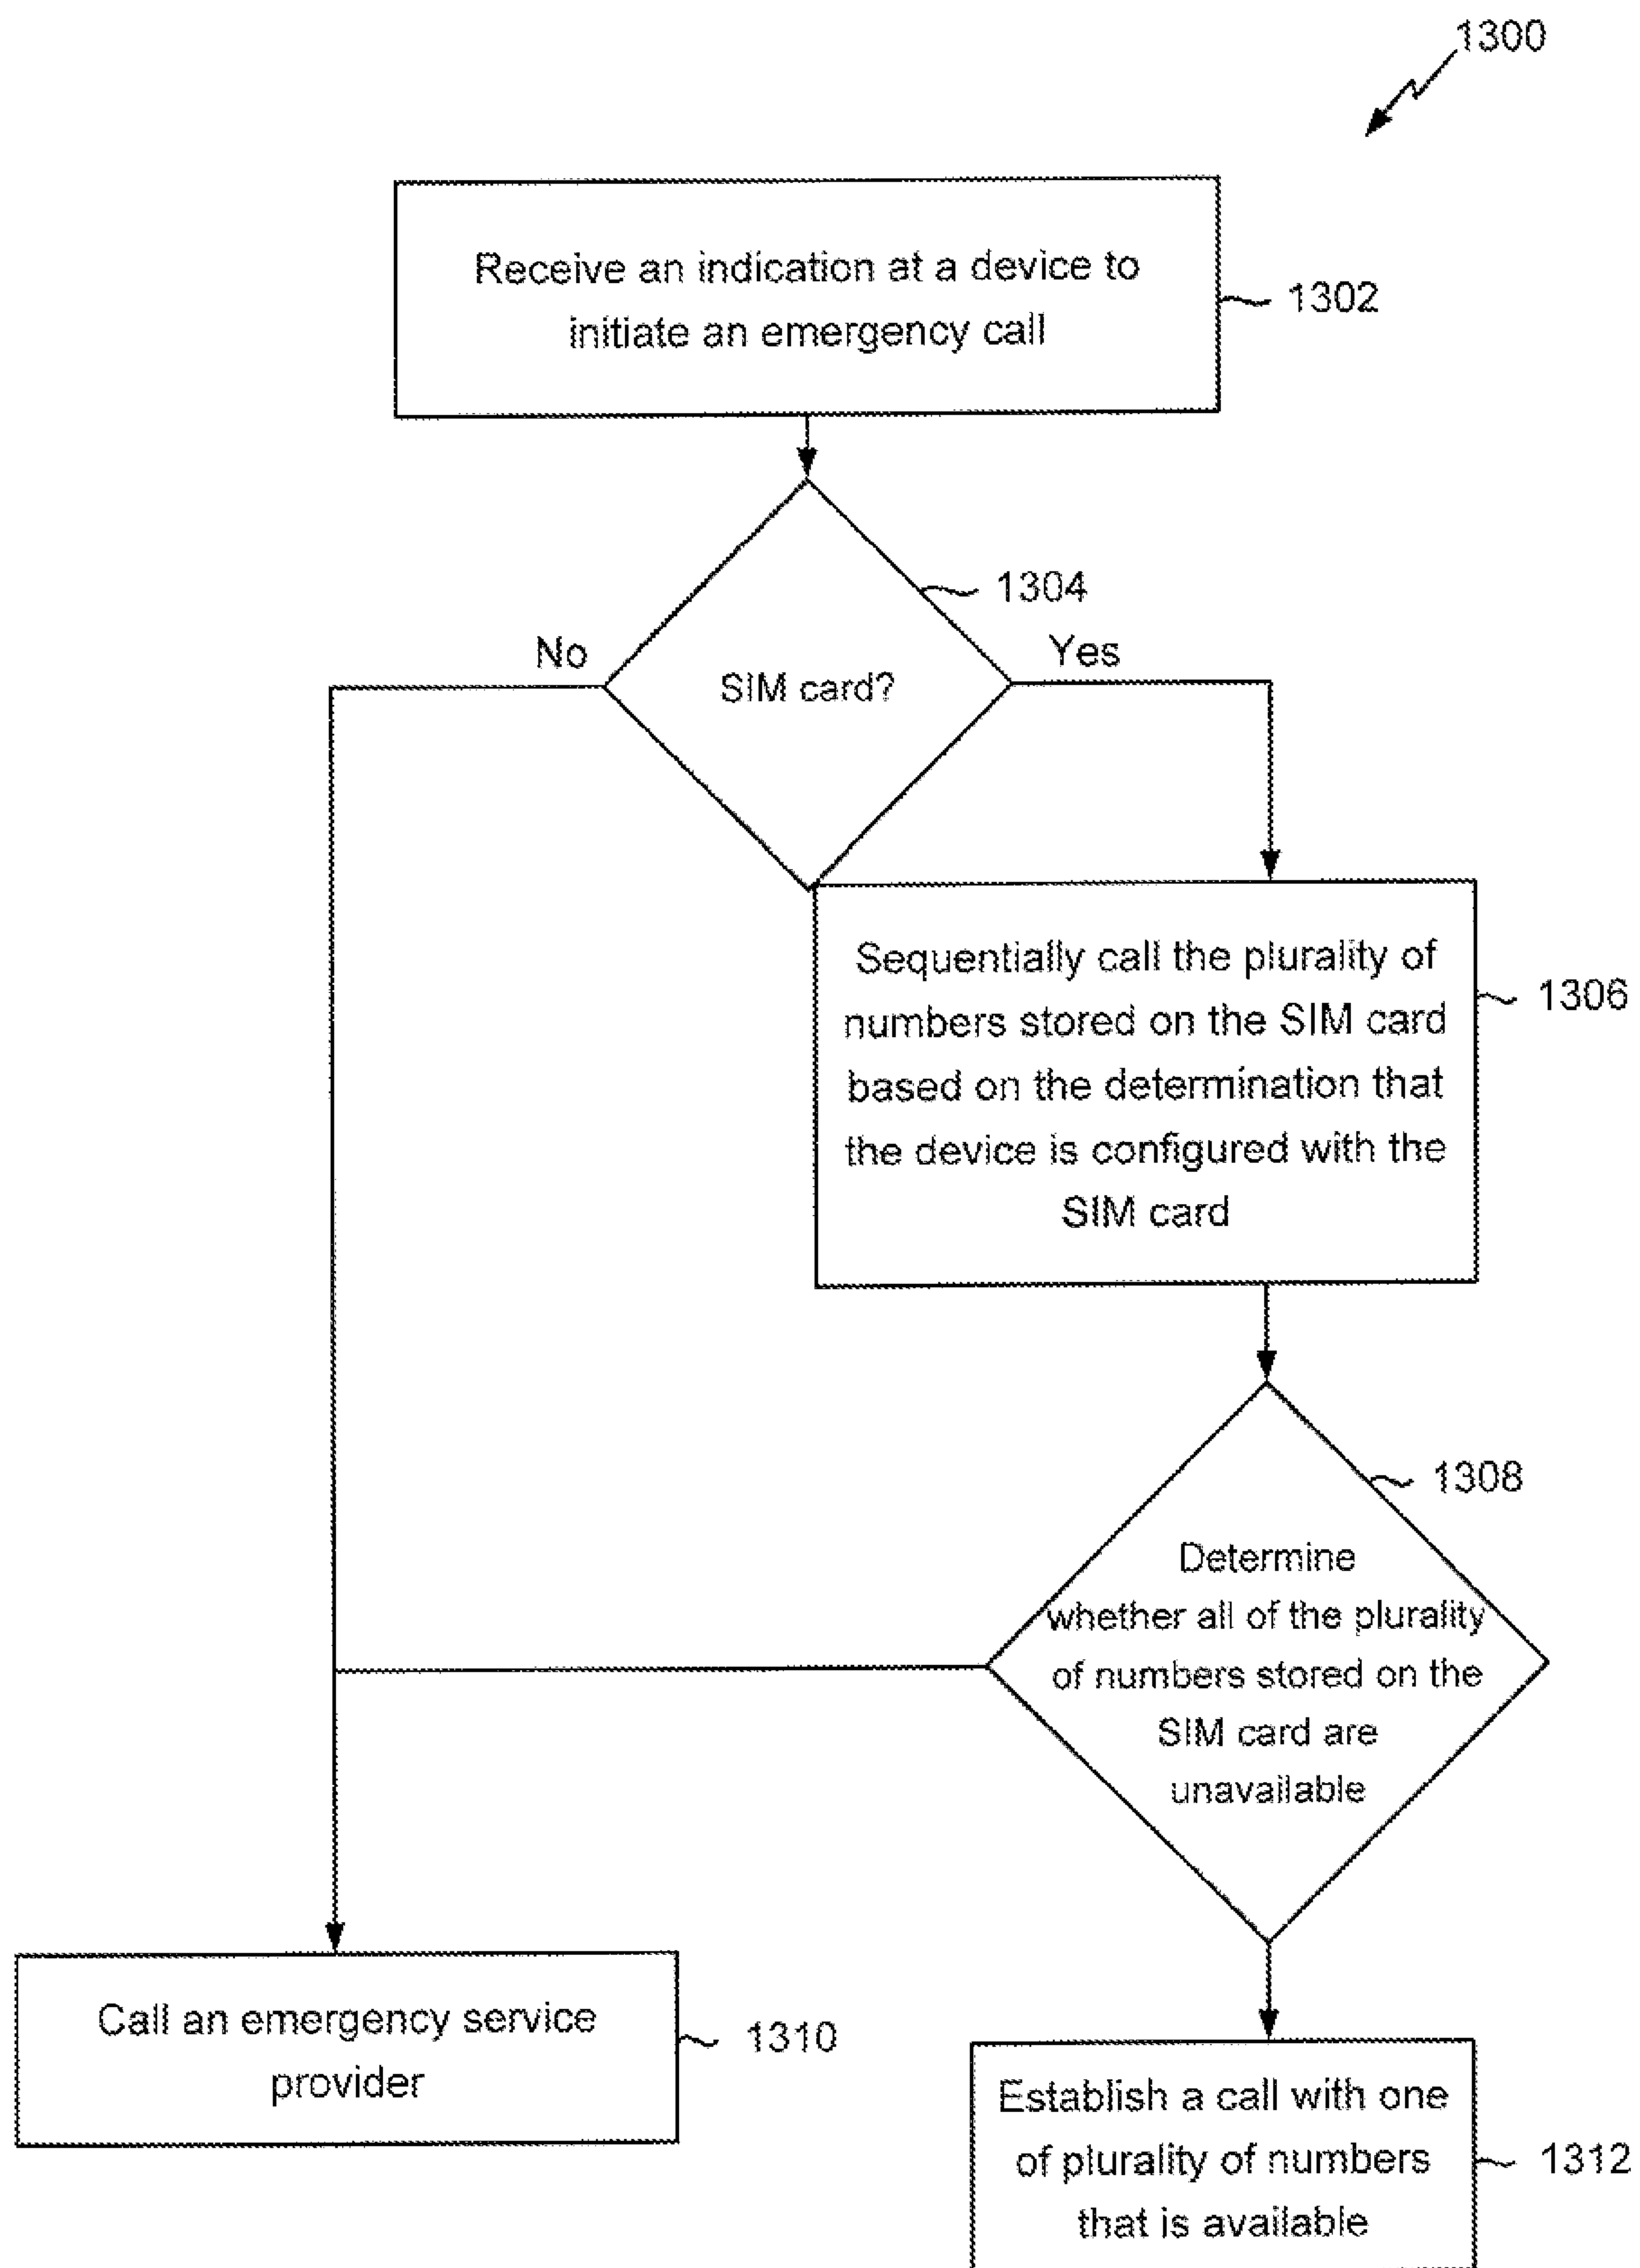 1300
Receive an indication at a device to
initiate an emergency call
1302
1304
No
Yes
SIM card?
Sequentially call the plurality of
numbers stored on the SIM card
based on the determination that
the device is configured with the
SIM card
1306
1308
Determine
whether all of the plurality
of numbers stored on the
SIM card are
unavailable
Call an emergency service
provider
1310
Establish a call with one
of plurality of numbers
that is available
1312